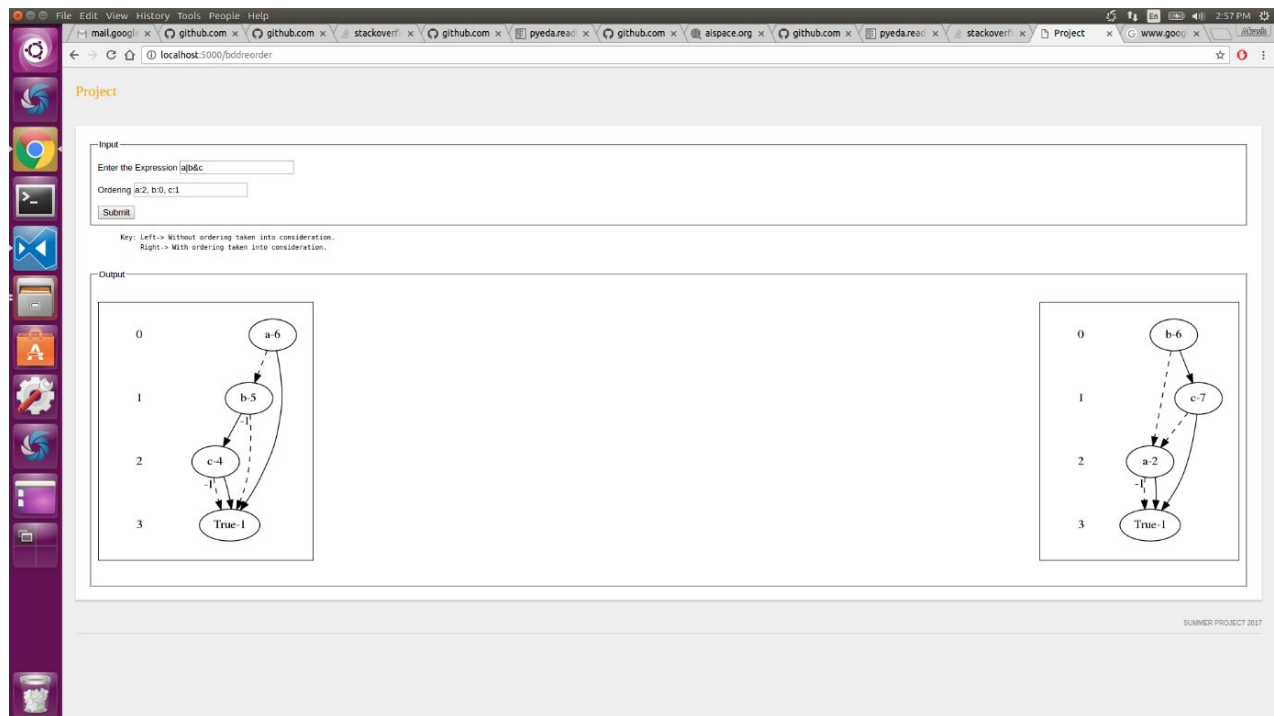 File Edit View History Tools People Help
En 2:57 PM
mail.googl x github.com x github.com x stackoverfl x github.com x pyeda.read x github.com x aispace.org x github.com x pyeda.read x stackoverfl x Project x www.goog x Akash
localhost:5000/bddreorder
Project
Input
Enter the Expression a|b&c
Ordering a:2, b:0, c:1
Submit
Key: Left-> Without ordering taken into consideration.
Right-> With ordering taken into consideration.
Output
0 a-6
1 b-5
-1
2 c-4
-1
3 True-1
0 b-6
1 c-7
2 a-2
-1
3 True-1
SUMMER PROJECT 2017